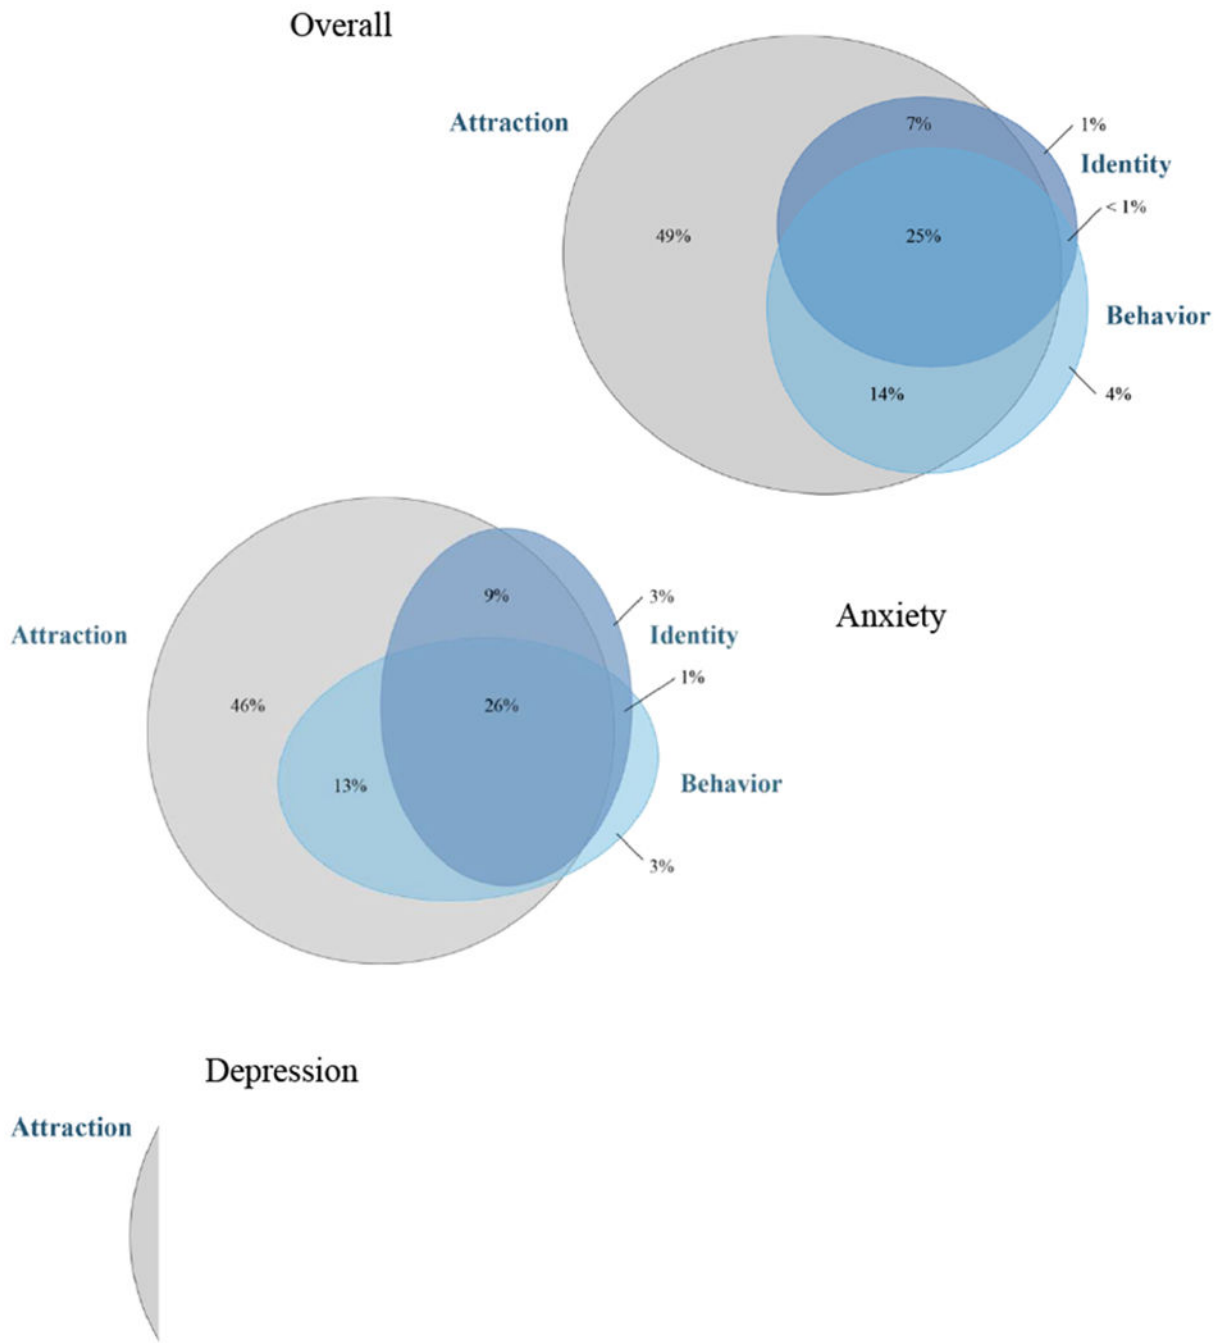 Overall
Attraction
7%
1%
Identity
< 1%
49%
25%
Behavior
14%
4%
Anxiety
Attraction
9%
3%
Identity
1%
46%
26%
13%
Behavior
3%
Depression
Attraction